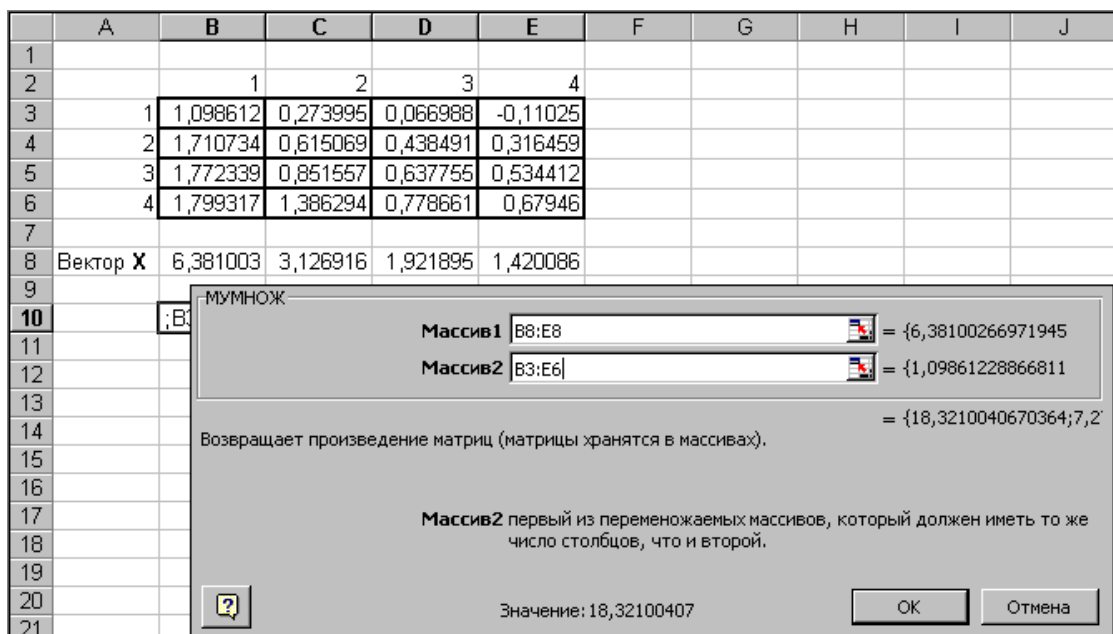 A B C D E F G H I J
1
2 1 2 3 4
3 1 1,098612 0,273995 0,066988 -0,11025
4 2 1,710734 0,615069 0,438491 0,316459
5 3 1,772339 0,851557 0,637755 0,534412
6 4 1,799317 1,386294 0,778661 0,67946
7
8 Вектор X 6,381003 3,126916 1,921895 1,420086
9
МУМНОЖ
10 ;B3
Массив1 B8:E8 = {6,38100266971945
11
Массив2 B3:E6 = {1,09861228866811
12
13
= {18,3210040670364;7,2
14
Возвращает произведение матриц (матрицы хранятся в массивах).
15
16
17 Массив2 первый из переменожаемых массивов, который должен иметь то же
18 число столбцов, что и второй.
19
20 ? Значение:18,32100407 OK Отмена
21